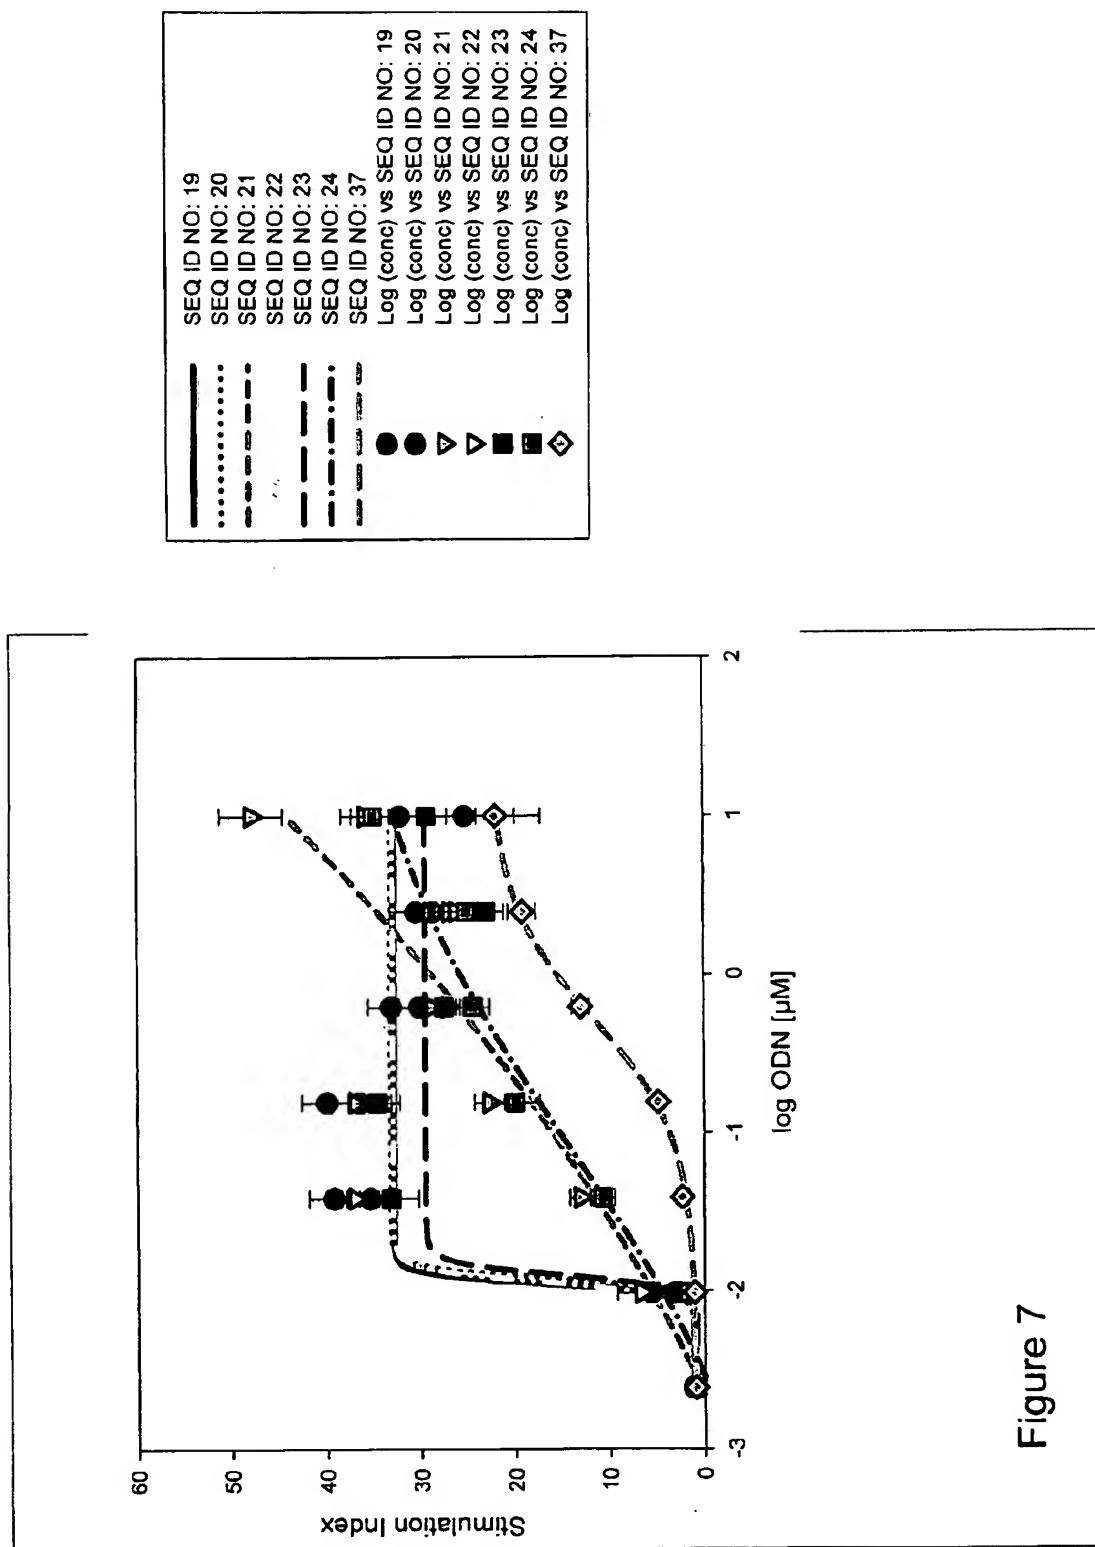 SEQ ID NO: 19
SEQ ID NO: 20
SEQ ID NO: 21
SEQ ID NO: 22
SEQ ID NO: 23
SEQ ID NO: 24
SEQ ID NO: 37
Log (conc) vs SEQ ID NO: 19
Log (conc) vs SEQ ID NO: 20
Log (conc) vs SEQ ID NO: 21
Log (conc) vs SEQ ID NO: 22
Log (conc) vs SEQ ID NO: 23
Log (conc) vs SEQ ID NO: 24
Log (conc) vs SEQ ID NO: 37
Stimulation Index
60
50
40
30
20
10
0
-3
-2
-1
0
1
2
log ODN [µM]
Figure 7